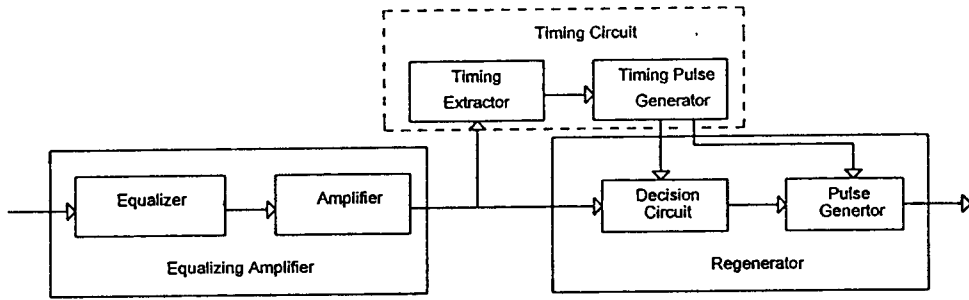 Timing Circuit
Timing
Extractor
Timing Pulse
Generator
Equalizer
Amplifier
Equalizing Amplifier
Decision
Circuit
Pulse
Genertor
Regenerator